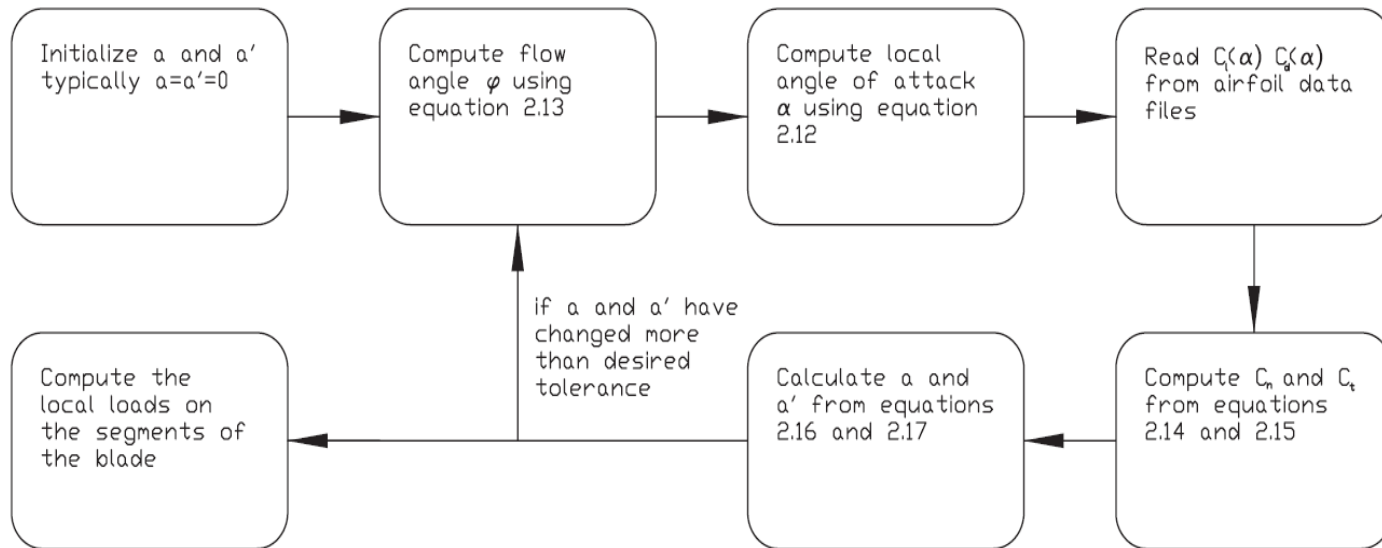 Initialize a and a'
typically a=a'=0
Compute flow
angle φ using
equation 2.13
Compute local
angle of attack
α using equation
2.12
Read Cₗ(α) C_d(α)
from airfoil data
files
Compute Cₙ and Cₜ
from equations
2.14 and 2.15
Calculate a and
a' from equations
2.16 and 2.17
if a and a' have
changed more
than desired
tolerance
Compute the
local loads on
the segments of
the blade